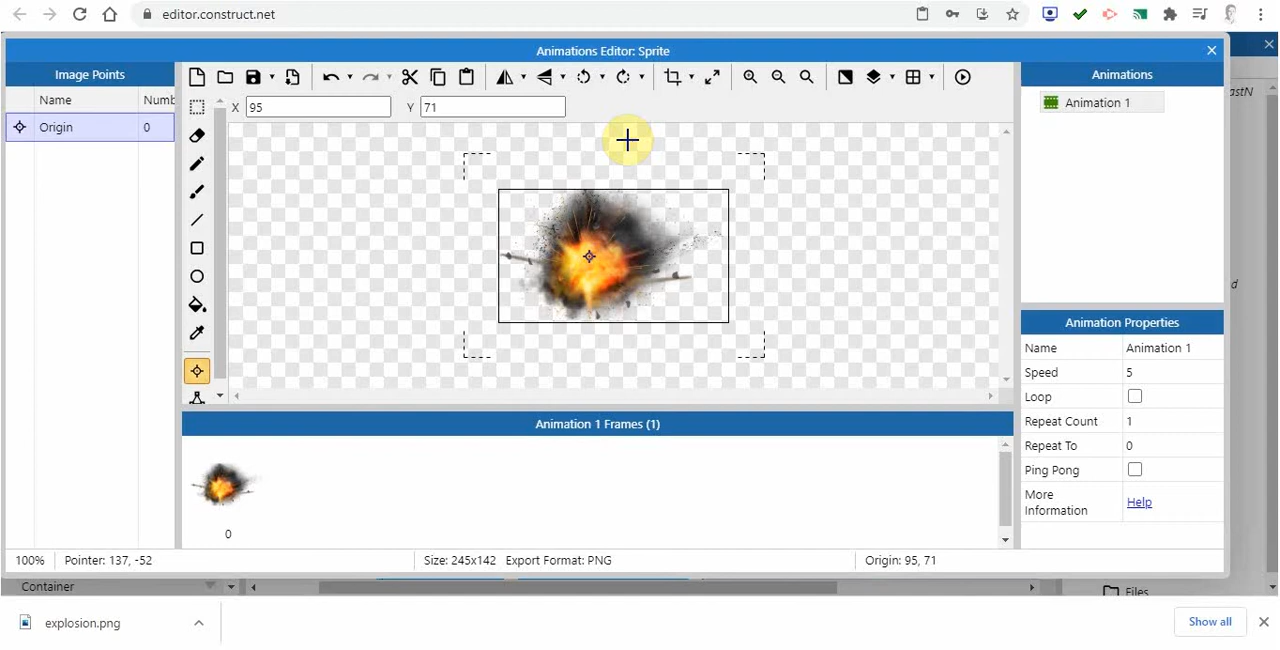 editor.construct.net
Animations Editor: Sprite
Image Points
Animations
Name Numb
X 95 Y 71
astN
Origin 0
Animation 1
d
Animation Properties
Name Animation 1
Speed 5
Loop
Repeat Count 1
Repeat To 0
Ping Pong
More
Information Help
Animation 1 Frames (1)
0
100% Pointer: 137, -52 Size: 245x142 Export Format: PNG Origin: 95, 71
Container
Files
explosion.png
Show all